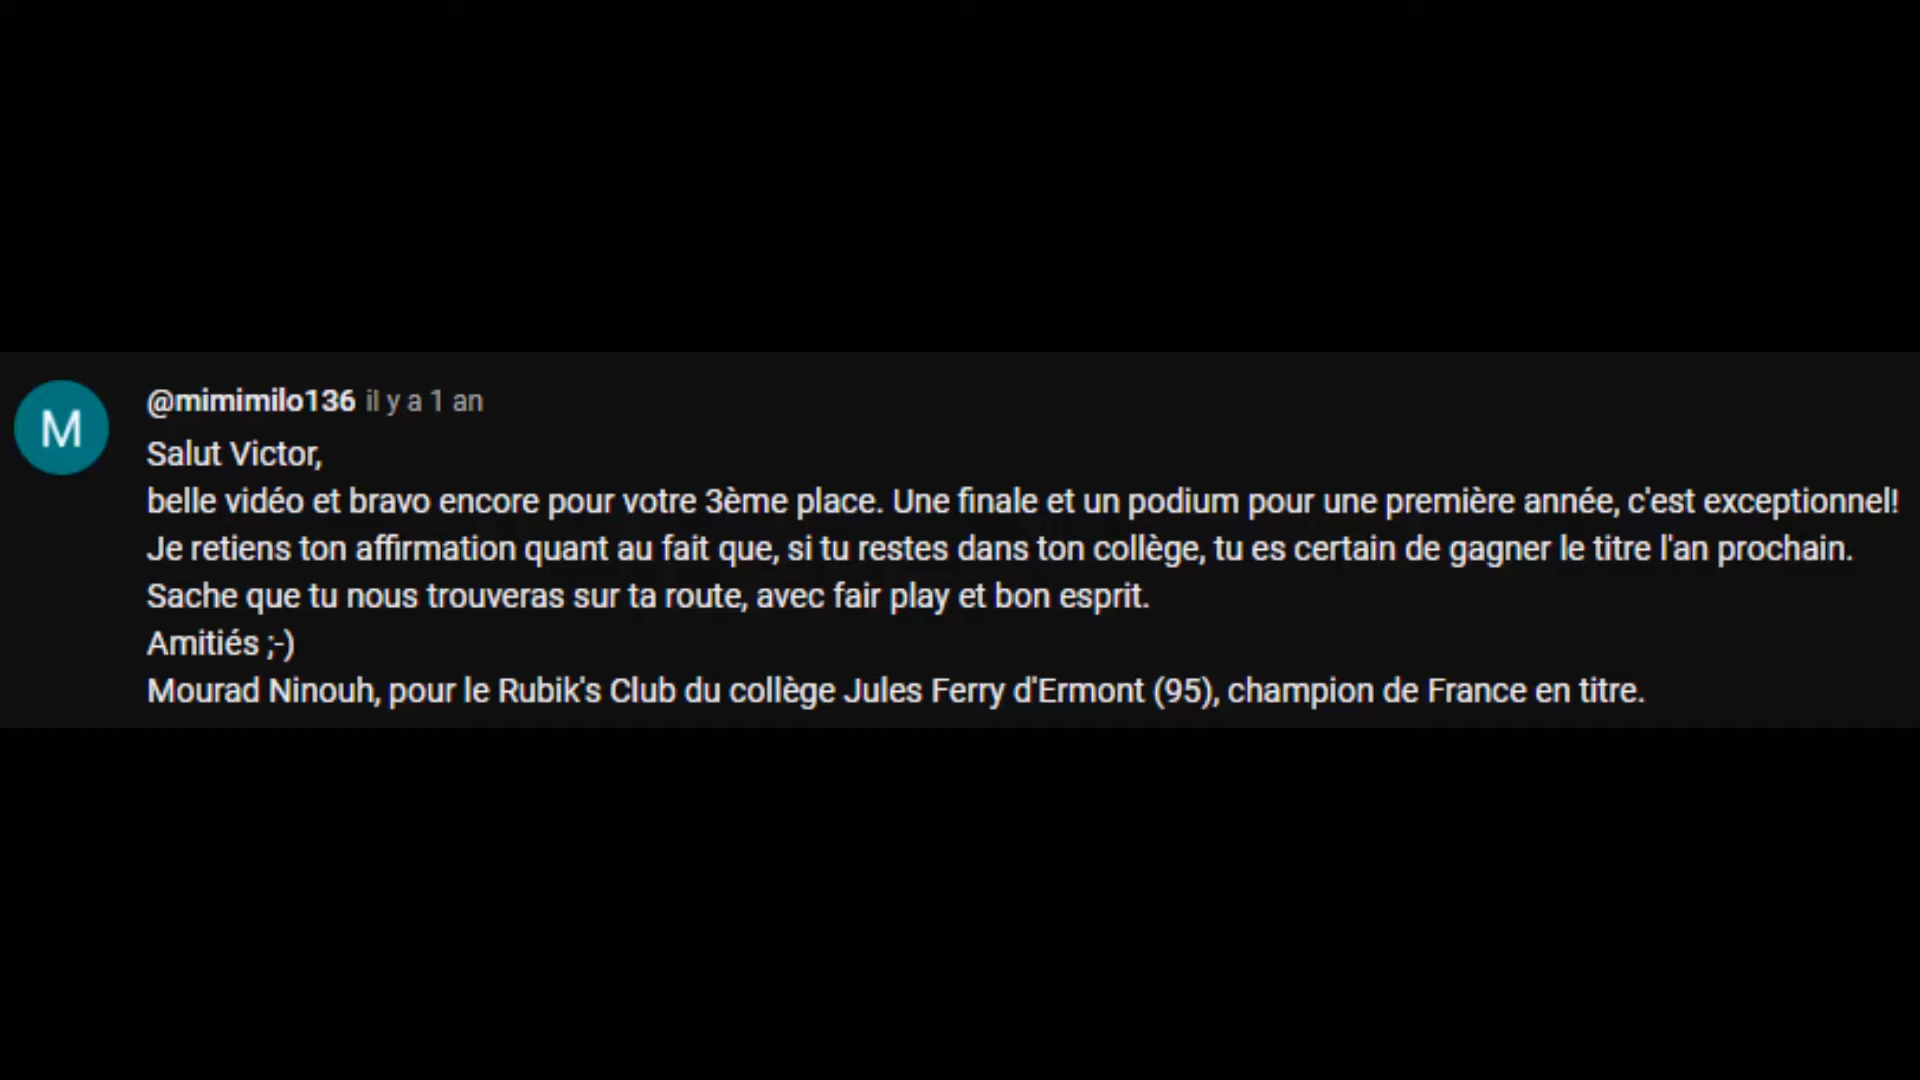 M
@mimimilo136 il y a 1 an
Salut Victor,
belle vidéo et bravo encore pour votre 3ème place. Une finale et un podium pour une première année, c'est exceptionnel!
Je retiens ton affirmation quant au fait que, si tu restes dans ton collège, tu es certain de gagner le titre l'an prochain.
Sache que tu nous trouveras sur ta route, avec fair play et bon esprit.
Amitiés ;-)
Mourad Ninouh, pour le Rubik's Club du collège Jules Ferry d'Ermont (95), champion de France en titre.